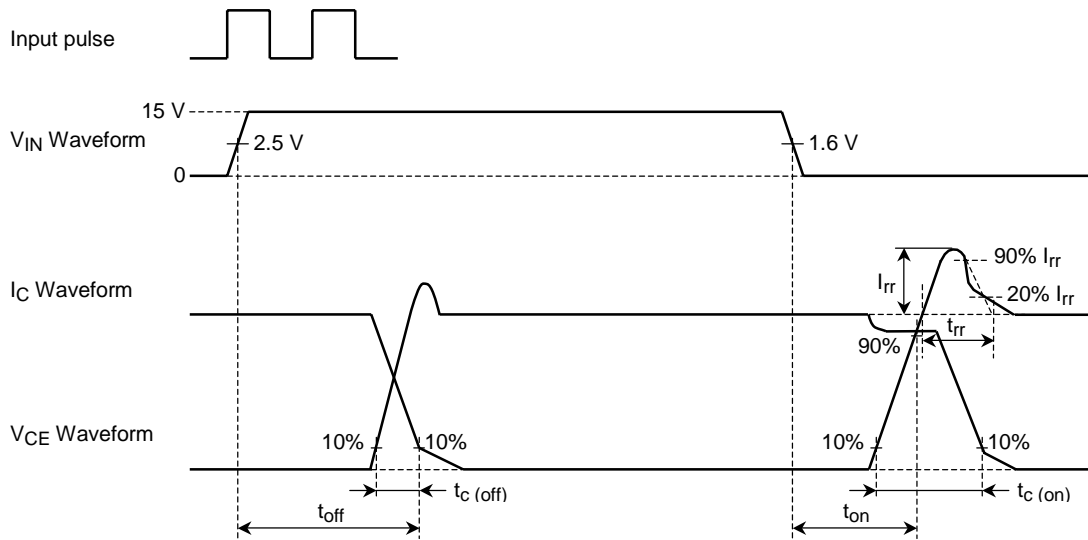 Input pulse
15 V
VIN Waveform
2.5 V
1.6 V
0
90% Irr
IC Waveform
Irr
20% Irr
trr
90%
VCE Waveform
10%
10%
10%
10%
tc (off)
tc (on)
toff
ton